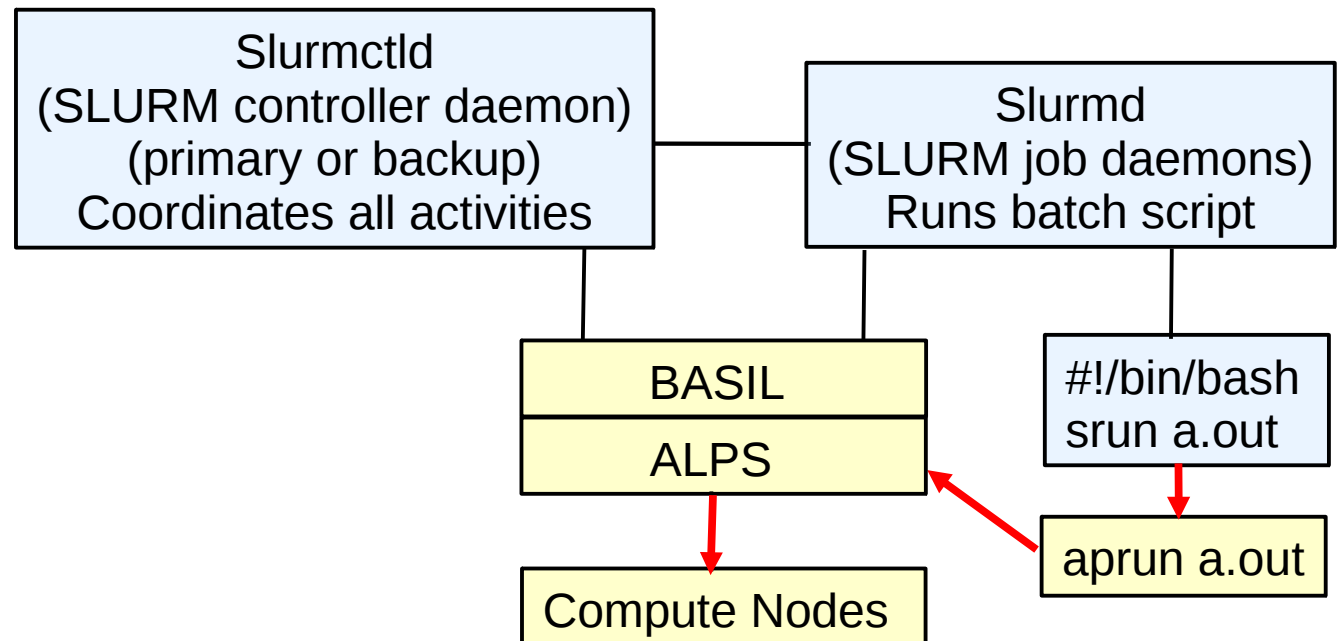 Slurmctld
(SLURM controller daemon)
(primary or backup)
Coordinates all activities
Slurmd
(SLURM job daemons)
Runs batch script
BASIL
ALPS
#!/bin/bash
srun a.out
aprun a.out
Compute Nodes